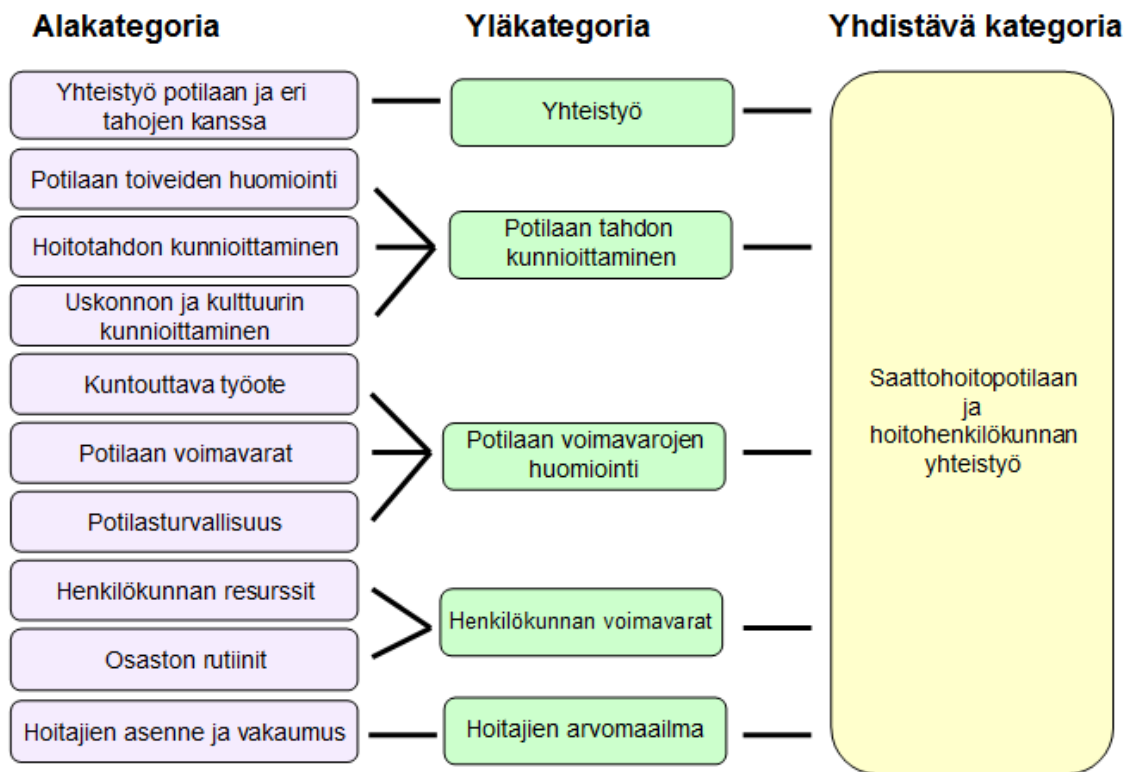 Alakategoria
Yläkategoria
Yhdistävä kategoria
Yhteistyö potilaan ja eri
tahojen kanssa
Potilaan toiveiden huomiointi
Hoitotahdon kunnioittaminen
Uskonnon ja kulttuurin
kunnioittaminen
Kuntouttava työote
Potilaan voimavarat
Potilasturvallisuus
Henkilökunnan resurssit
Osaston rutiinit
Hoitajien asenne ja vakaumus
Yhteistyö
Potilaan tahdon
kunnioittaminen
Potilaan voimavarojen
huomiointi
Henkilökunnan voimavarat
Hoitajien arvomaailma
Saattohoitopotilaan
ja
hoitohenkilökunnan
yhteistyö